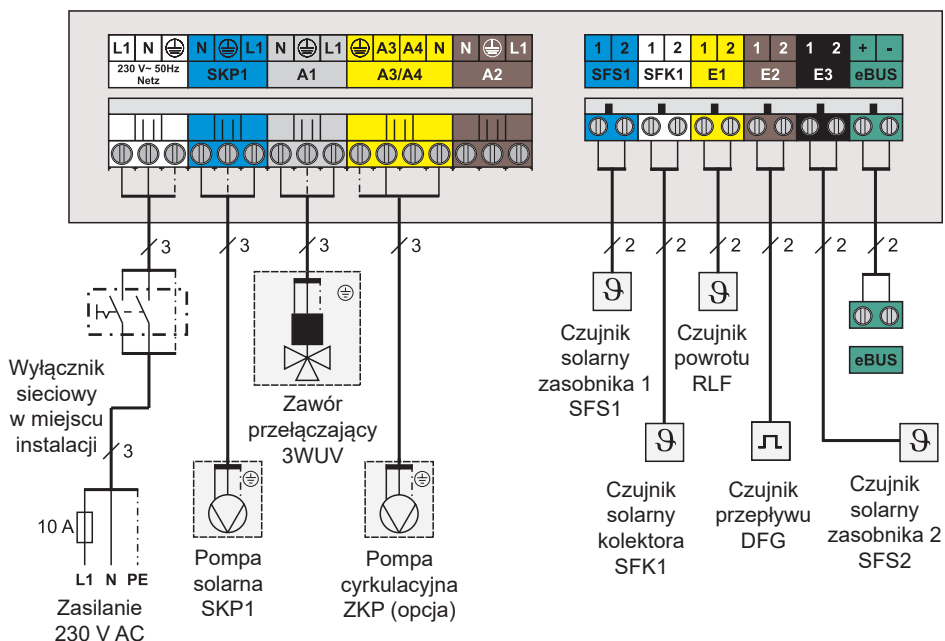 L1 N N L1 N L1 A3 A4 N N L1
230 V~ 50Hz
Netz
SKP1 A1 A3/A4 A2
1 2 1 2 1 2 1 2 1 2 + -
SFS1 SFK1 E1 E2 E3 eBUS
3 3 3 3 2 2 2 2 2 2
Wyłącznik
sieciowy
w miejscu
instalacji
3
10 A
L1 N PE
Zasilanie
230 V AC
Pompa
solarna
SKP1
Zawór
przełączający
3WUV
Pompa
cyrkulacyjna
ZKP (opcja)
ϑ
Czujnik
solarny
zasobnika 1
SFS1
ϑ
Czujnik
solarny
kolektora
SFK1
ϑ
Czujnik
powrotu
RLF
Czujnik
przepływu
DFG
ϑ
Czujnik
solarny
zasobnika 2
SFS2
eBUS